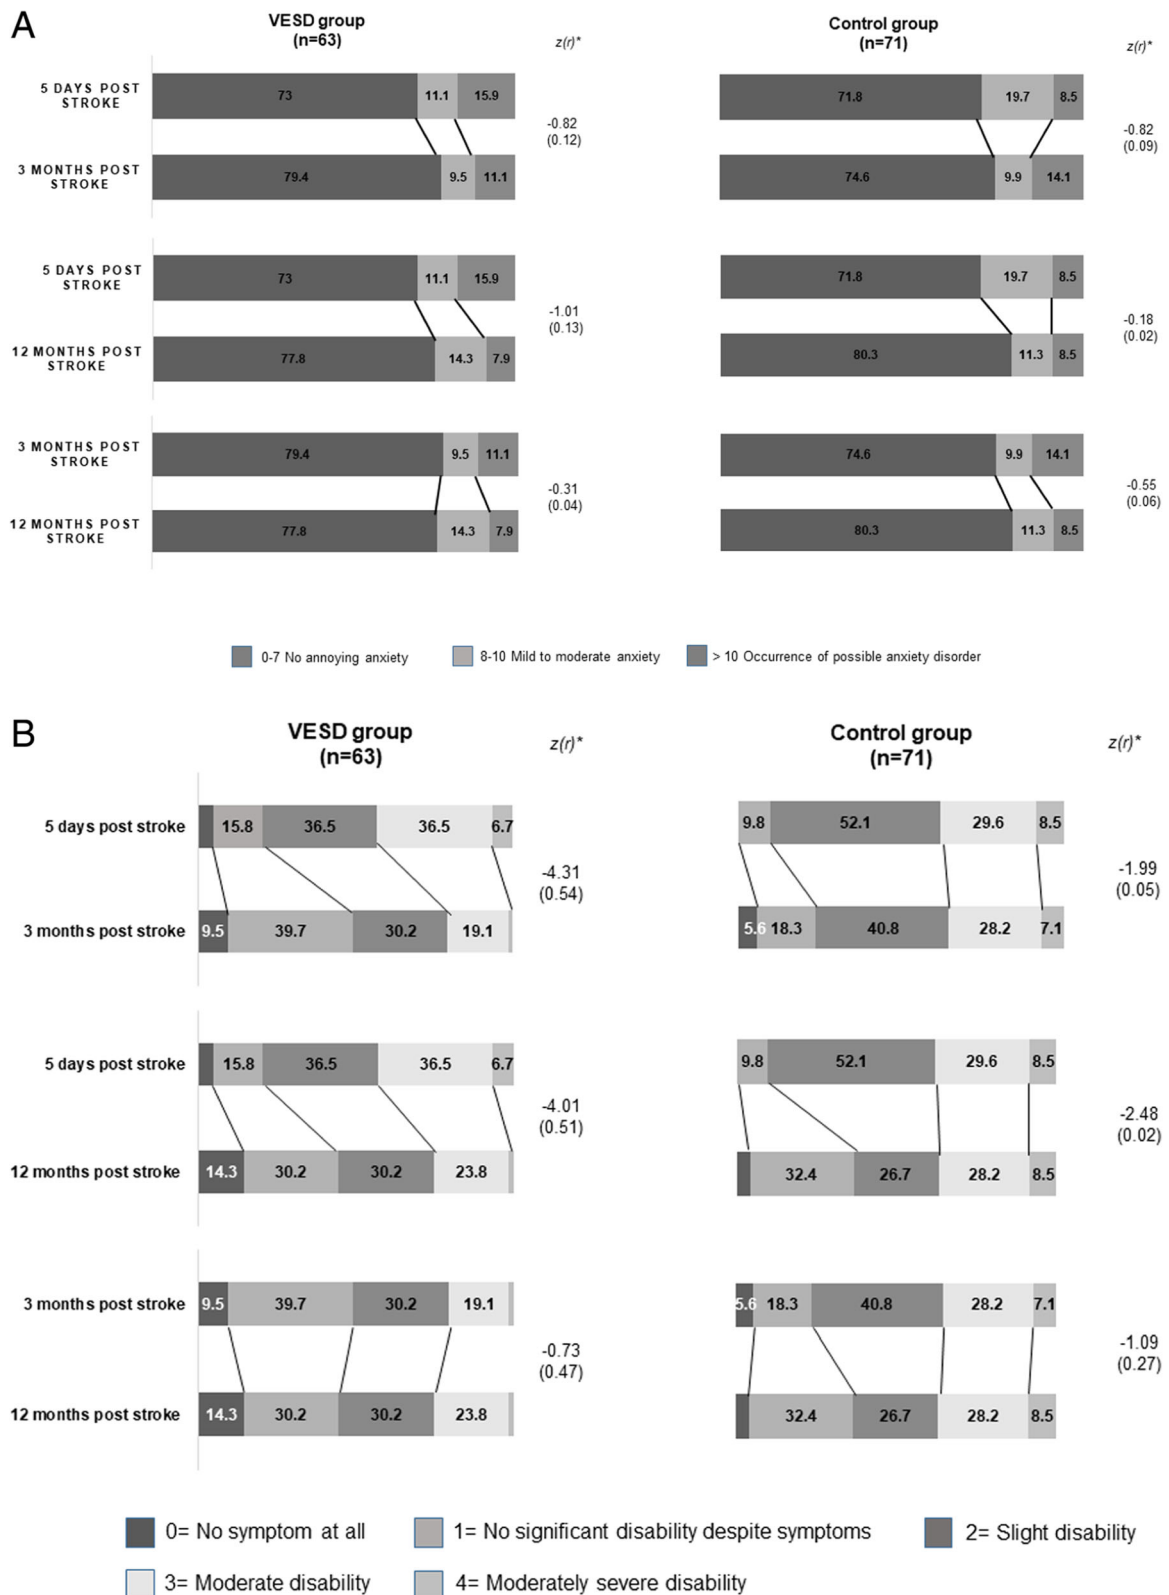 A
VESD group
(n=63)
z(r)*
Control group
(n=71)
z(r)*
5 DAYS POST
STROKE
73 11.1 15.9
71.8 19.7 8.5
-0.82
(0.12)
-0.82
(0.09)
3 MONTHS POST
STROKE
79.4 9.5 11.1
74.6 9.9 14.1
5 DAYS POST
STROKE
73 11.1 15.9
71.8 19.7 8.5
-1.01
(0.13)
-0.18
(0.02)
12 MONTHS POST
STROKE
77.8 14.3 7.9
80.3 11.3 8.5
3 MONTHS POST
STROKE
79.4 9.5 11.1
74.6 9.9 14.1
-0.31
(0.04)
-0.55
(0.06)
12 MONTHS POST
STROKE
77.8 14.3 7.9
80.3 11.3 8.5
0-7 No annoying anxiety 8-10 Mild to moderate anxiety > 10 Occurrence of possible anxiety disorder
B
VESD group
(n=63)
z(r)*
Control group
(n=71)
z(r)*
5 days post stroke 15.8 36.5 36.5 6.7
9.8 52.1 29.6 8.5
-4.31
(0.54)
-1.99
(0.05)
3 months post stroke 9.5 39.7 30.2 19.1
5.6 18.3 40.8 28.2 7.1
5 days post stroke 15.8 36.5 36.5 6.7
9.8 52.1 29.6 8.5
-4.01
(0.51)
-2.48
(0.02)
12 months post stroke 14.3 30.2 30.2 23.8
32.4 26.7 28.2 8.5
3 months post stroke 9.5 39.7 30.2 19.1
5.6 18.3 40.8 28.2 7.1
-0.73
(0.47)
-1.09
(0.27)
12 months post stroke 14.3 30.2 30.2 23.8
32.4 26.7 28.2 8.5
0= No symptom at all 1= No significant disability despite symptoms 2= Slight disability
3= Moderate disability 4= Moderately severe disability